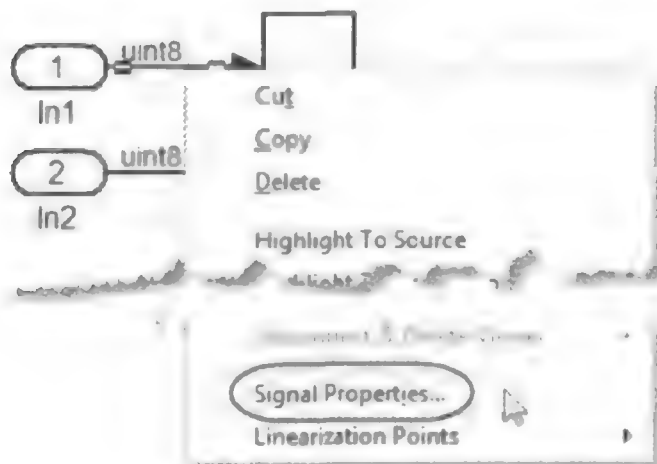 uint8
1
In1
uint8
2
In2
Cut
Copy
Delete
Highlight To Source
Signal Properties...
Linearization Points